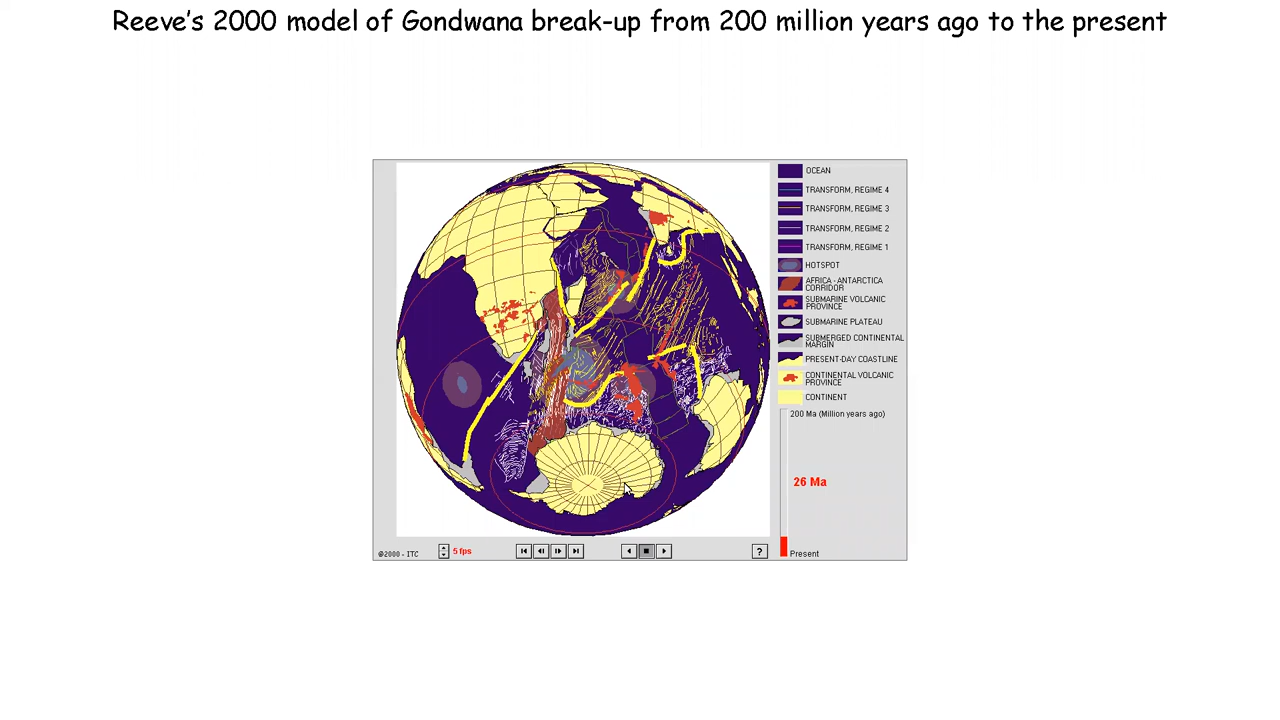 Reeve's 2000 model of Gondwana break-up from 200 million years ago to the present
OCEAN
TRANSFORM, REGIME 4
TRANSFORM, REGIME 3
TRANSFORM, REGIME 2
TRANSFORM, REGIME 1
HOTSPOT
AFRICA - ANTARCTICA
CORRIDOR
SUBMARINE VOLCANIC
PROVINCE
SUBMARINE PLATEAU
SUBMERGED CONTINENTAL
MARGIN
PRESENT-DAY COASTLINE
CONTINENTAL VOLCANIC
PROVINCE
CONTINENT
200 Ma (Million years ago)
26 Ma
Present
@2000 - ITC
5 fps
?